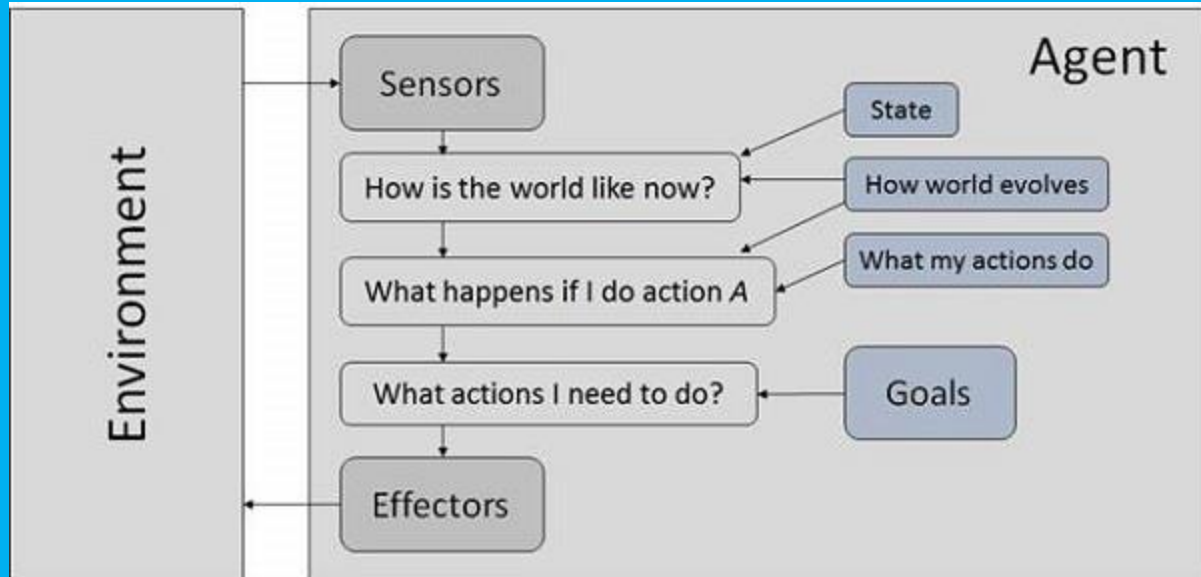 Agent
Environment
Sensors
State
How is the world like now?
How world evolves
What happens if I do action A
What my actions do
What actions I need to do?
Goals
Effectors